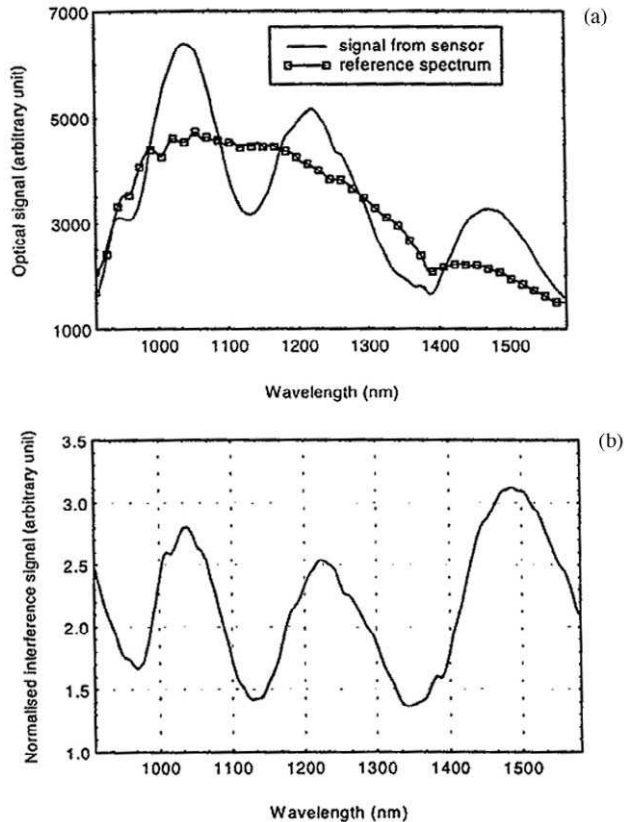 (a)
7000
5000
3000
1000
Optical signal (arbitrary unit)
signal from sensor
reference spectrum
1000 1100 1200 1300 1400 1500
Wavelength (nm)
(b)
3.5
3.0
2.5
2.0
1.5
1.0
Normalised interference signal (arbitrary unit)
1000 1100 1200 1300 1400 1500
Wavelength (nm)